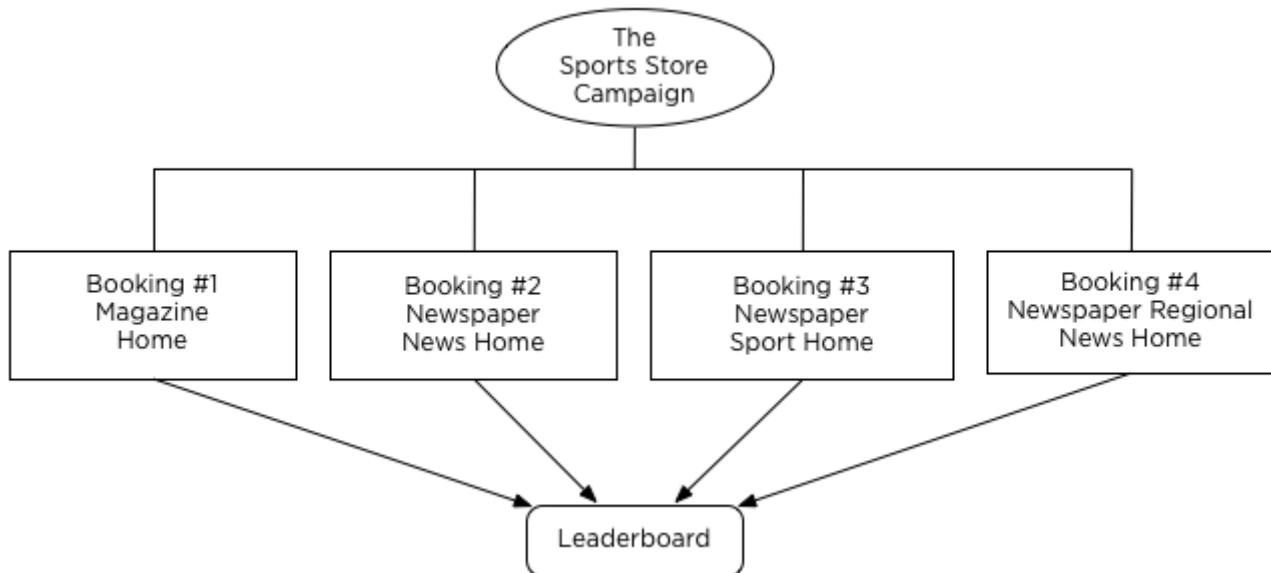 The
Sports Store
Campaign
Booking #1
Magazine
Home
Booking #2
Newspaper
News Home
Booking #3
Newspaper
Sport Home
Booking #4
Newspaper Regional
News Home
Leaderboard